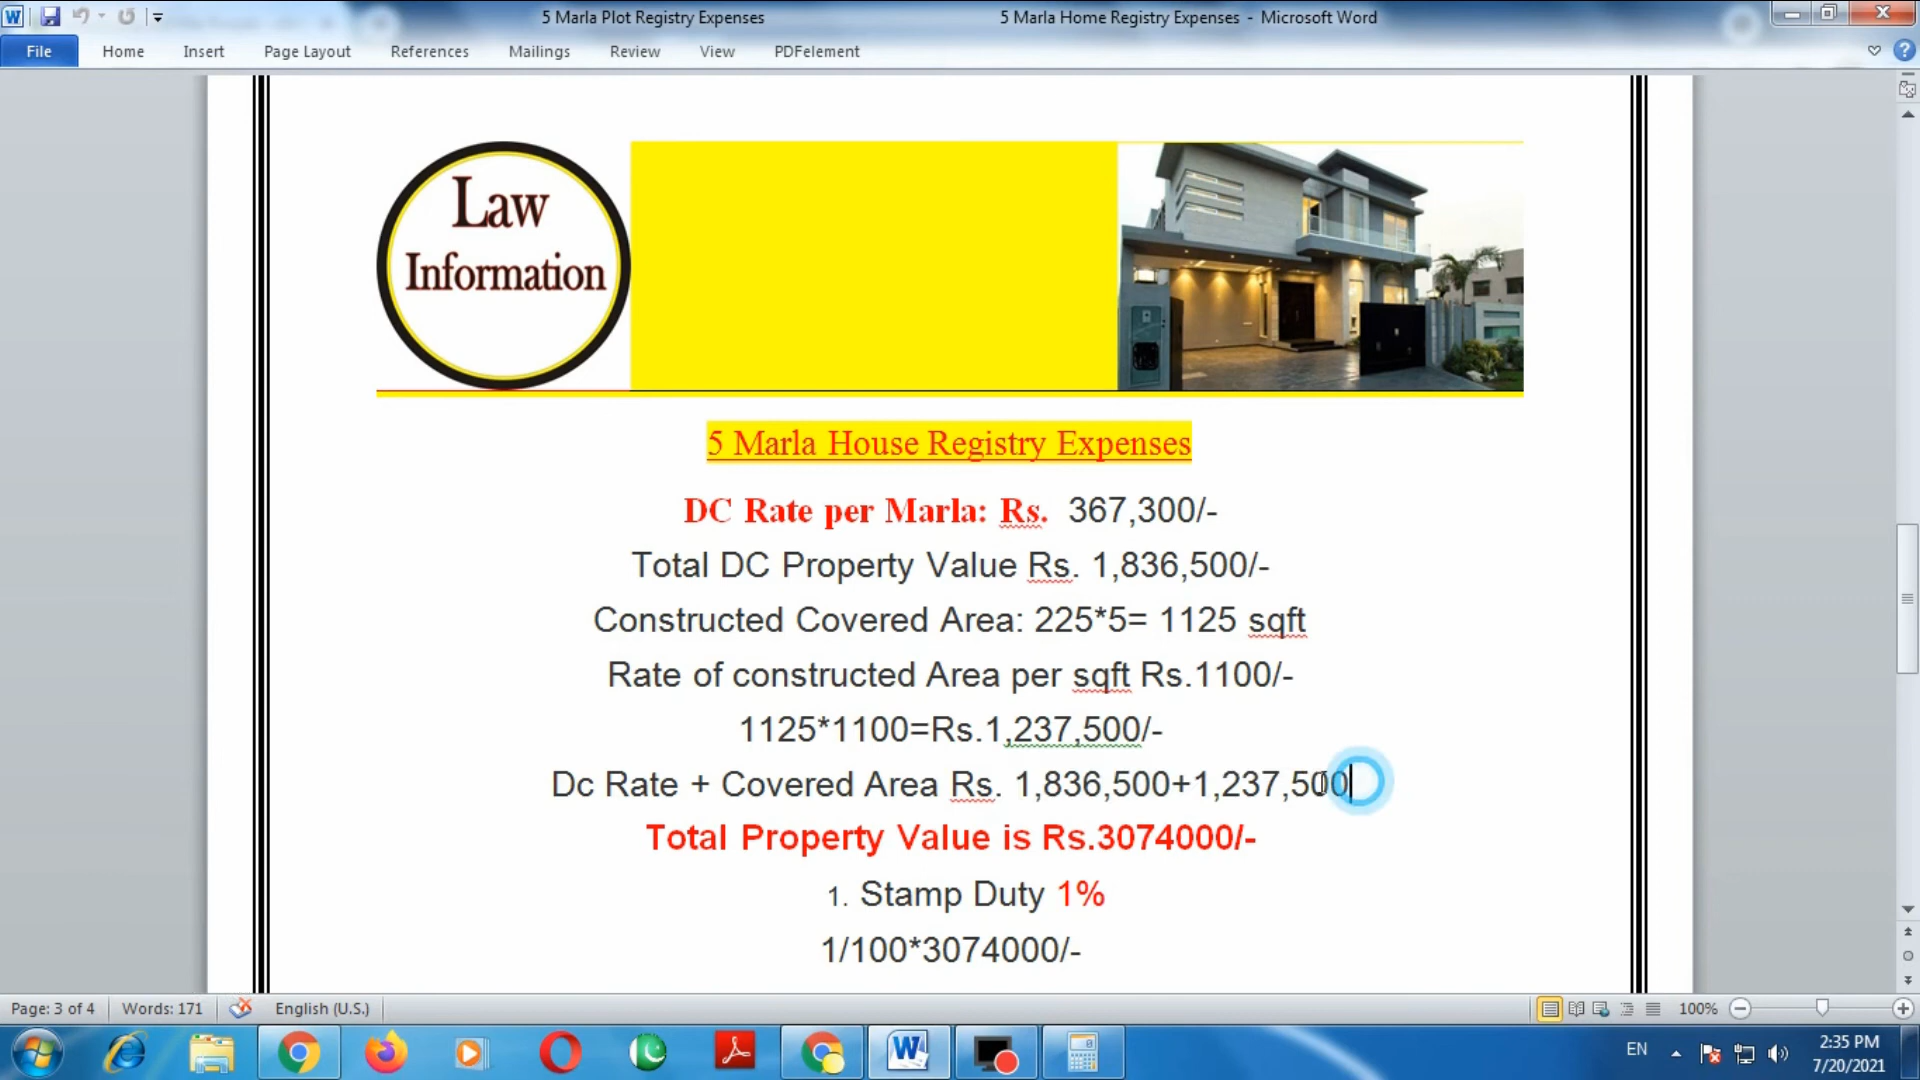 5 Marla Plot Registry Expenses 5 Marla Home Registry Expenses - Microsoft Word
File Home Insert Page Layout References Mailings Review View PDFelement
Law
Information
5 Marla House Registry Expenses
DC Rate per Marla: Rs. 367,300/-
Total DC Property Value Rs. 1,836,500/-
Constructed Covered Area: 225*5= 1125 sqft
Rate of constructed Area per sqft Rs.1100/-
1125*1100=Rs.1,237,500/-
Dc Rate + Covered Area Rs. 1,836,500+1,237,500
Total Property Value is Rs.3074000/-
1. Stamp Duty 1%
1/100*3074000/-
Page: 3 of 4 Words: 171 English (U.S.) 100%
EN 2:35 PM
7/20/2021